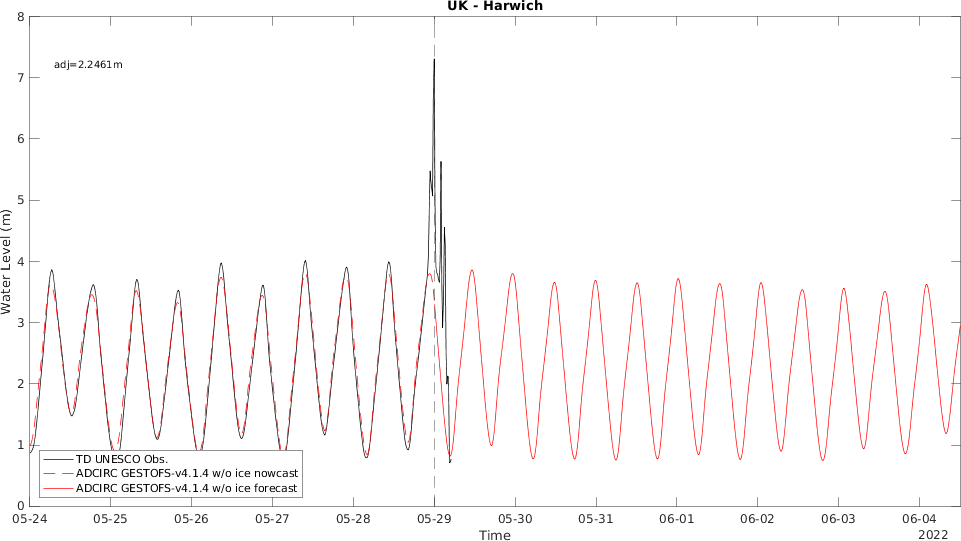 UK - Harwich
8
adj=2.2461m
7
6
5
4
3
2
1
0
Water Level (m)
TD UNESCO Obs.
ADCIRC GESTOFS-v4.1.4 w/o ice nowcast
ADCIRC GESTOFS-v4.1.4 w/o ice forecast
05-24 05-25 05-26 05-27 05-28 05-29 05-30 05-31 06-01 06-02 06-03 06-04
Time
2022